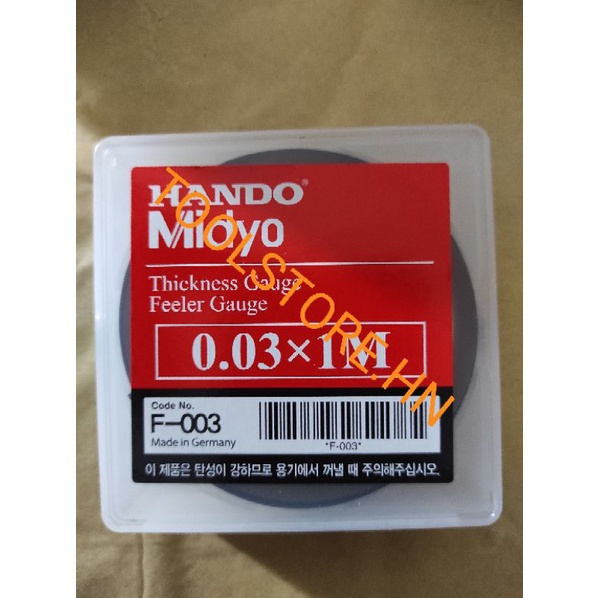 HANDO®
Midyo
Thickness Gauge
Feeler Gauge
0.03×1M
Code No.
F-003
Made in Germany
*F-003*
이 제품은 탄성이 강하므로 용기에서 꺼낼 때 주의해주십시오.
TOOLSTORE.HN